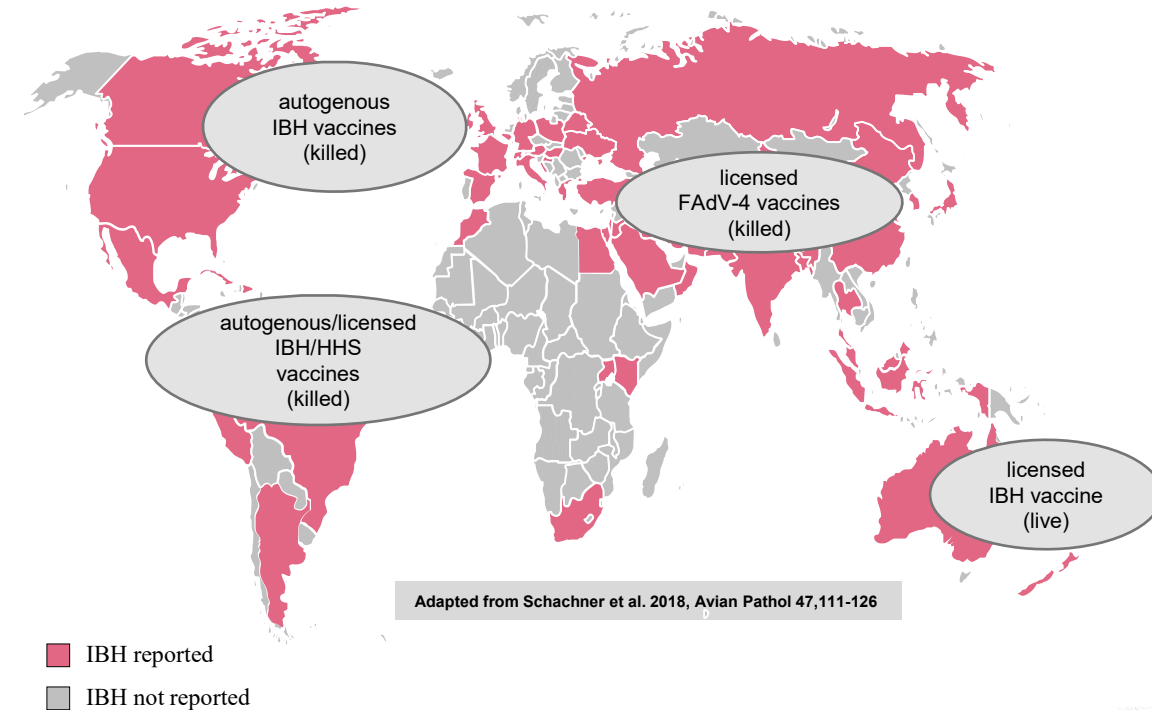 autogenous
IBH vaccines
(killed)
licensed
FAdV-4 vaccines
(killed)
autogenous/licensed
IBH/HHS
vaccines
(killed)
licensed
IBH vaccine
(live)
Adapted from Schachner et al. 2018, Avian Pathol 47,111-126
IBH reported
IBH not reported